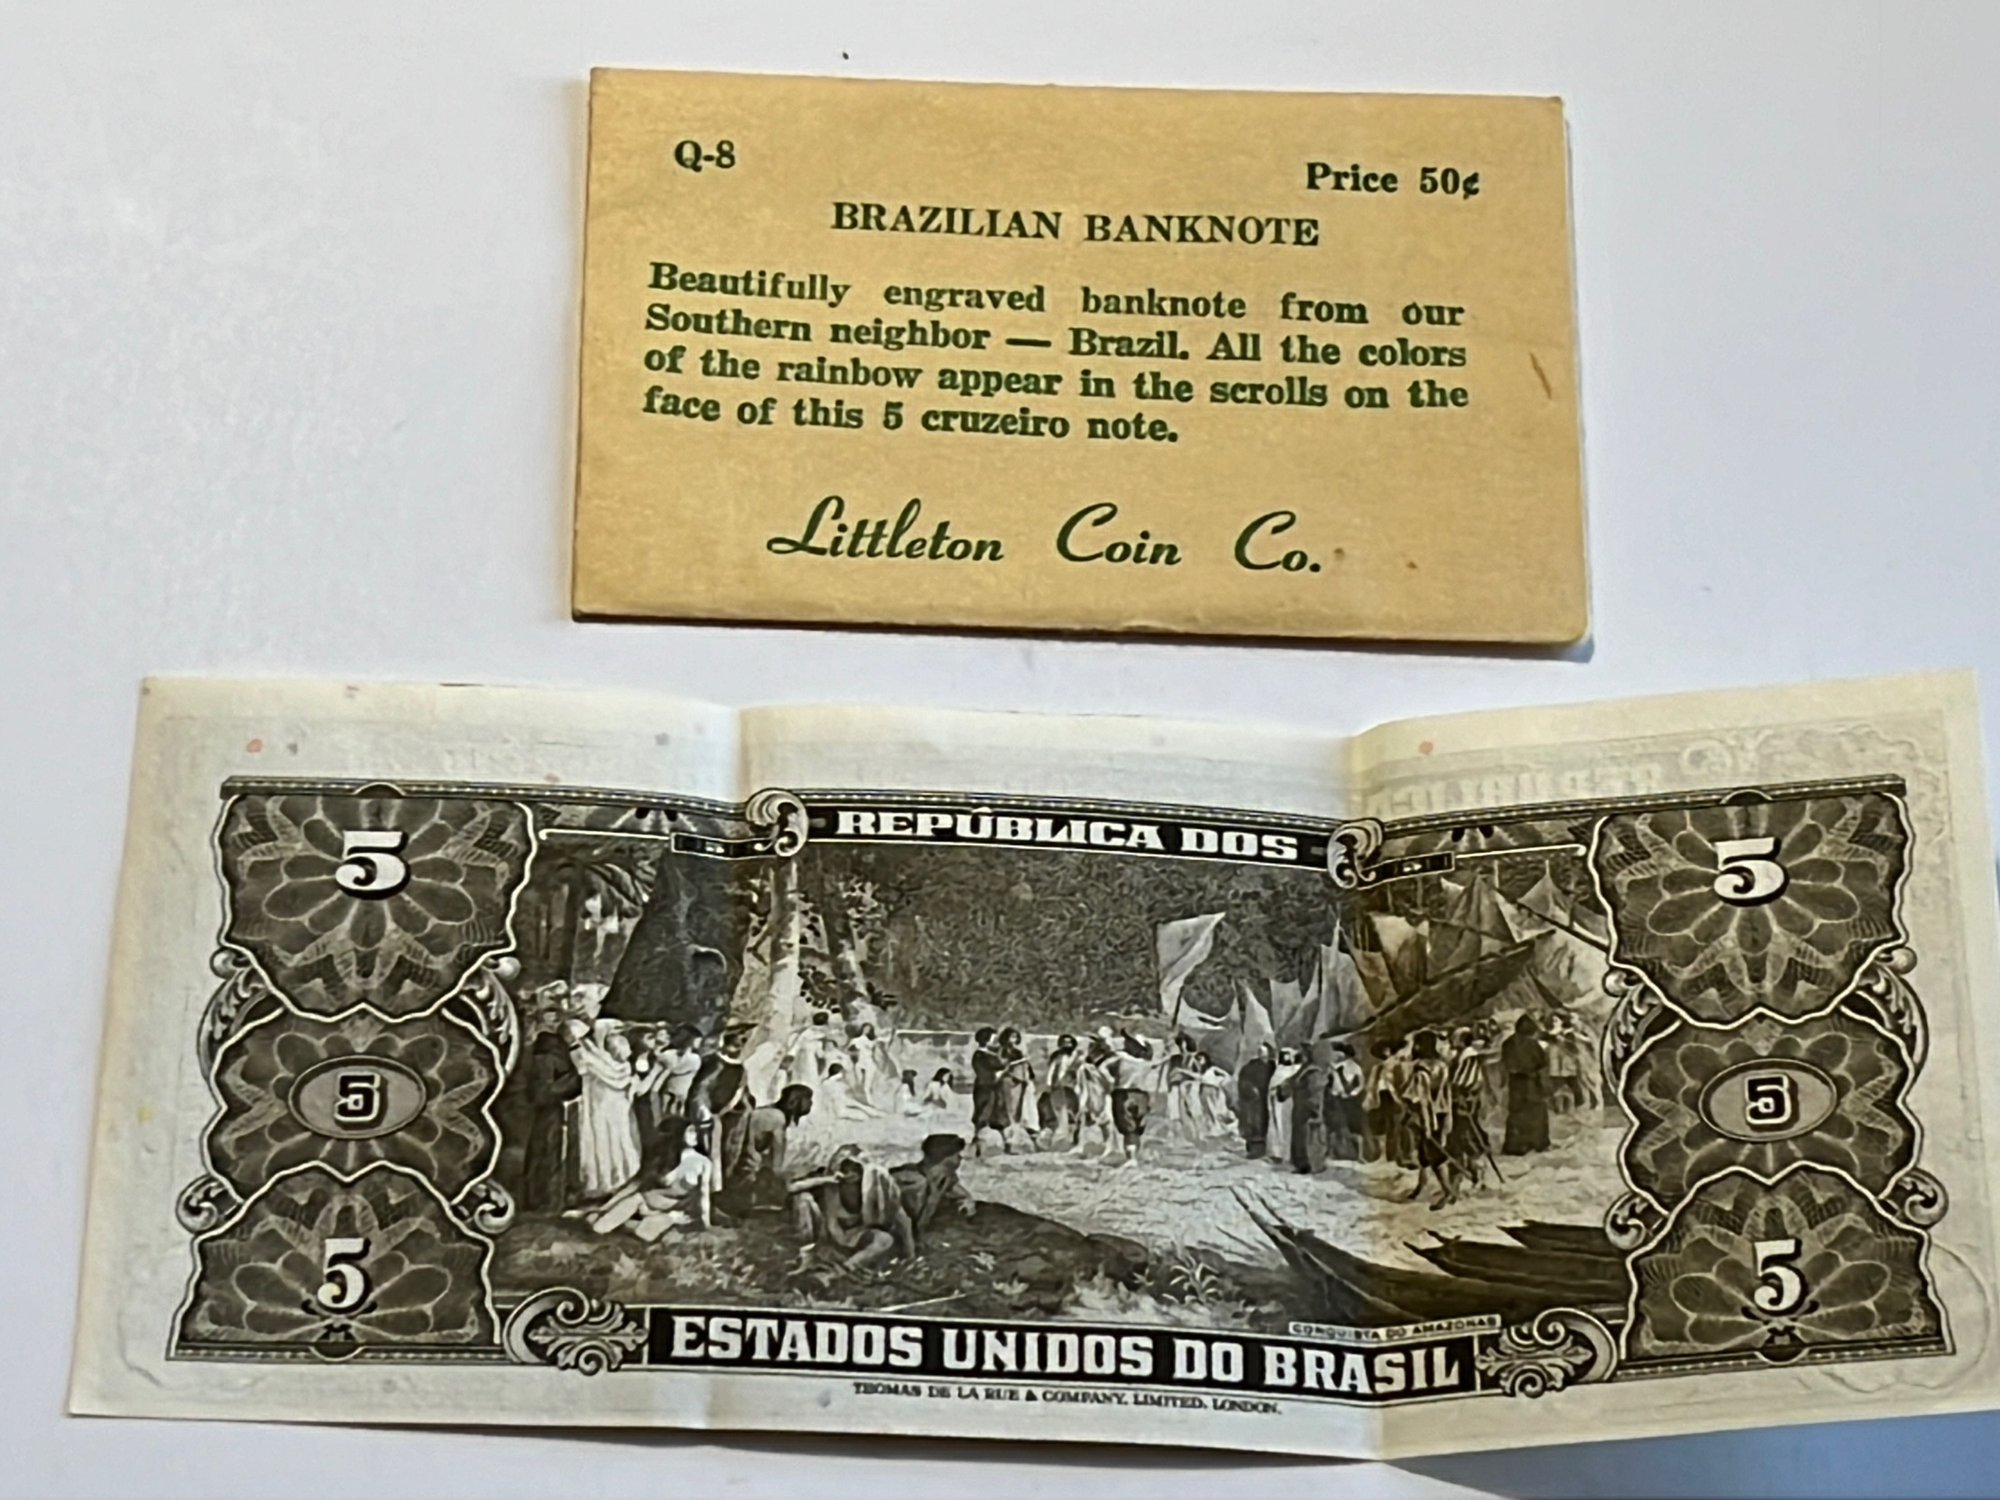 Q-8
Price 50¢
BRAZILIAN BANKNOTE
Beautifully engraved banknote from our
Southern neighbor — Brazil. All the colors
of the rainbow appear in the scrolls on the
face of this 5 cruzeiro note.
Littleton Coin Co.
5
REPÚBLICA DOS
5
5
5
5
5
CONQUISTA DO AMAZONAS
ESTADOS UNIDOS DO BRASIL
THOMAS DE LA RUE & COMPANY, LIMITED, LONDON.